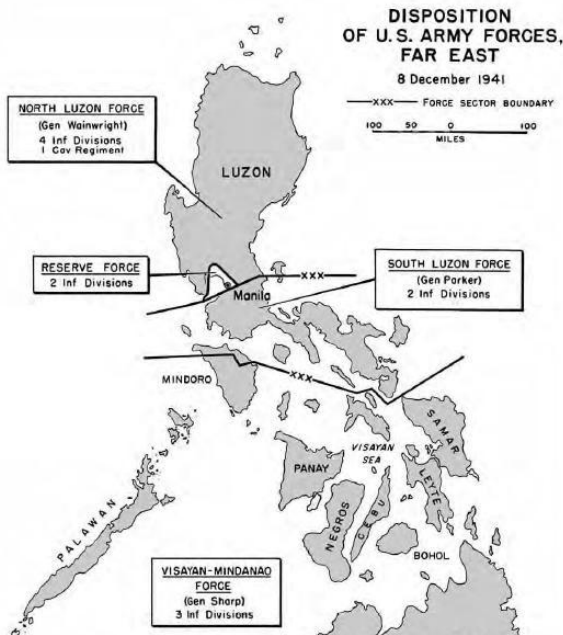 DISPOSITION
OF U.S. ARMY FORCES,
FAR EAST
8 December 1941
XXX FORCE SECTOR BOUNDARY
100 50 0 100
MILES
NORTH LUZON FORCE
(Gen Wainwright)
4 Inf Divisions
1 Cav Regiment
LUZON
RESERVE FORCE
2 Inf Divisions
Manila
XXX
SOUTH LUZON FORCE
(Gen Parker)
2 Inf Divisions
MINDORO
XXX
SAMAR
VISAYAN
SEA
PANAY
LEYTE
CEBU
NEGROS
PALAWAN
BOHOL
VISAYAN-MINDANAO
FORCE
(Gen Sharp)
3 Inf Divisions